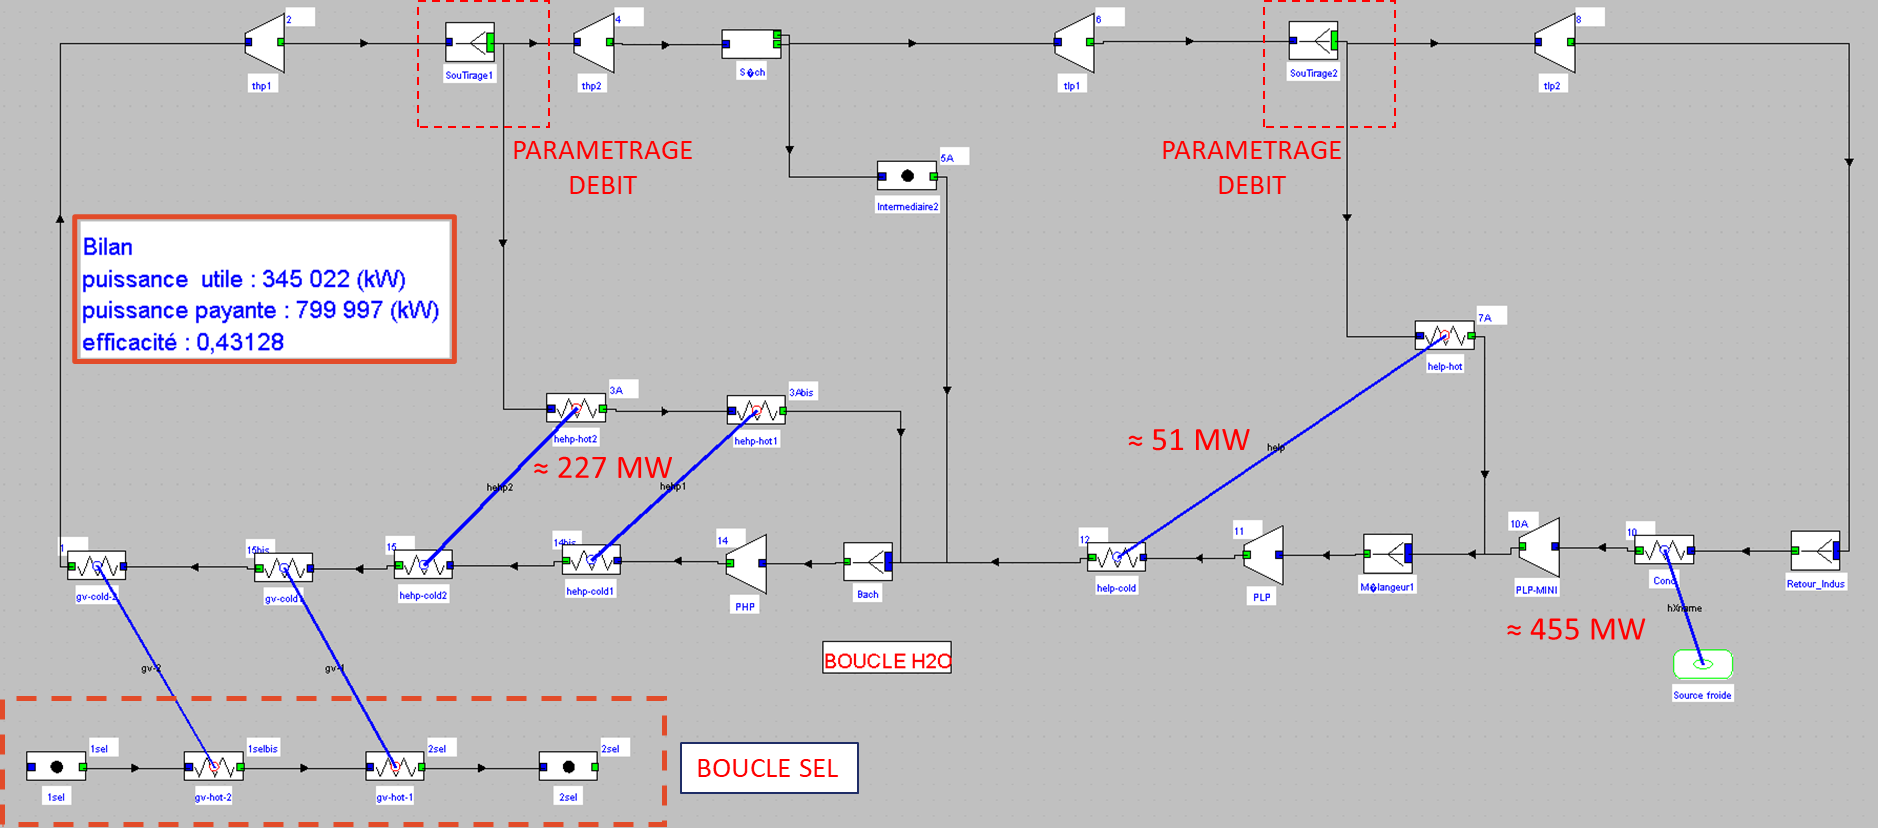 2
4
6
8
thp1
SouTirage1
thp2
S�ch
tlp1
SouTirage2
tlp2
PARAMETRAGE
DEBIT
PARAMETRAGE
DEBIT
5A
Intermediaire2
Bilan
puissance utile : 345 022 (kW)
puissance payante : 799 997 (kW)
efficacité : 0,43128
7A
help-hot
3A
3Abis
hehp-hot2
hehp-hot1
≈ 227 MW
≈ 51 MW
help
hehp2
hehp1
1
15bis
15
14bis
14
12
11
10A
10
gv-cold-2
gv-cold1
hehp-cold2
hehp-cold1
PHP
Bach
help-cold
PLP
M�langeur1
PLP-MINI
Cond
Retour_Indus
hXname
≈ 455 MW
gv-2
gv-1
BOUCLE H2O
Source froide
1sel
1selbis
2sel
2sel
1sel
gv-hot-2
gv-hot-1
2sel
BOUCLE SEL